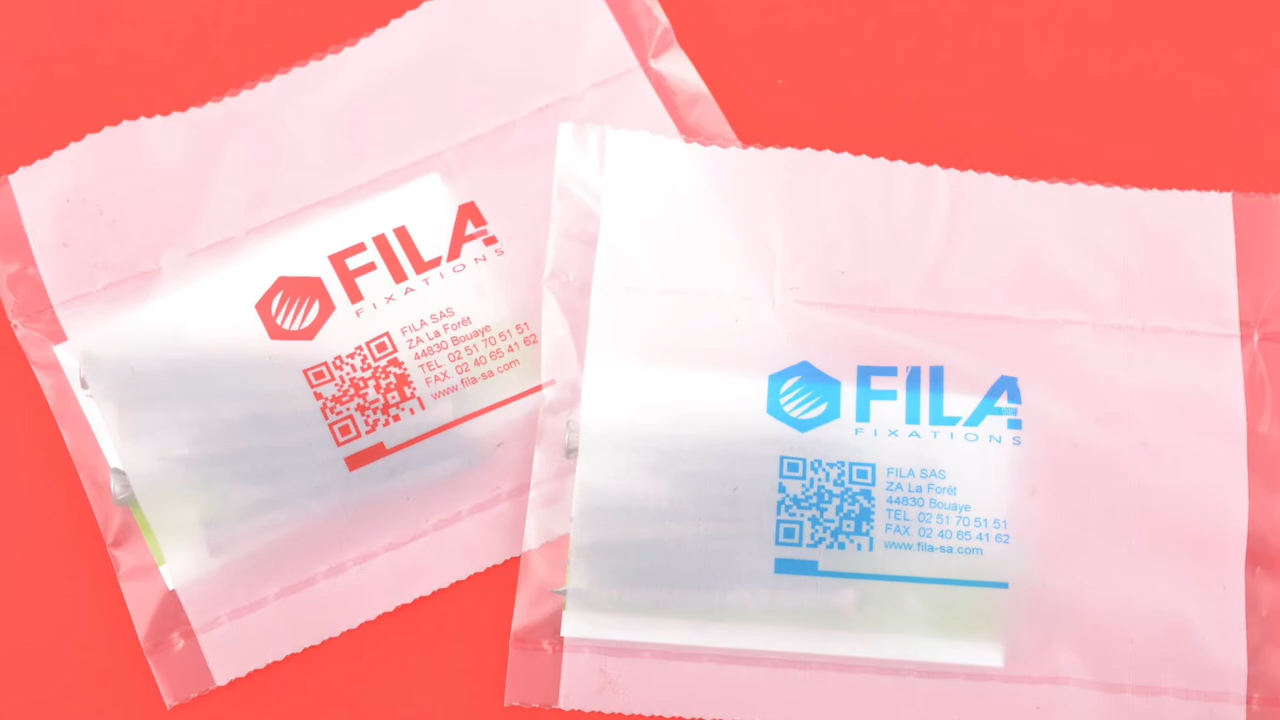 FILA
FIXATIONS
FILA SAS
ZA La Forêt
44830 Bouaye
TEL. 02 51 70 51 51
FAX. 02 40 65 41 62
www.fila-sa.com
FILA
FIXATIONS
FILA SAS
ZA La Forêt
44830 Bouaye
TEL. 02 51 70 51 51
FAX. 02 40 65 41 62
www.fila-sa.com